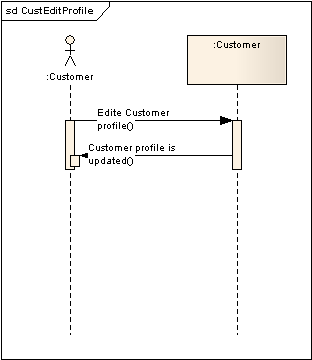 sd CustEditProfile
:Customer
:Customer
Edite Customer
profile()
Customer profile is
updated()